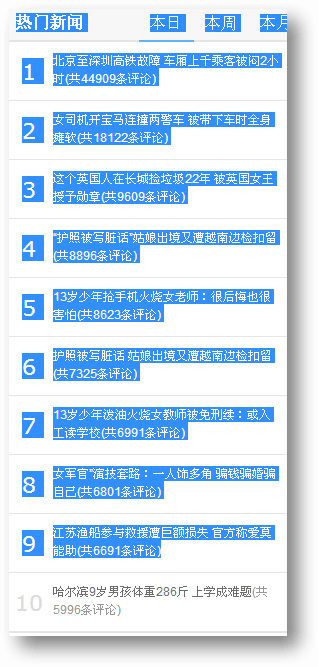 热门新闻 本日 本周 本月
1 北京至深圳高铁故障 车厢上千乘客被闷2小
时(共44909条评论)
2 女司机开宝马连撞两警车 被带下车时全身
瘫软(共18122条评论)
3 这个英国人在长城捡垃圾22年 被英国女王
授予勋章(共9609条评论)
4 "护照被写脏话"姑娘出境又遭越南边检扣留
(共8896条评论)
5 13岁少年抢手机火烧女老师：很后悔也很
害怕(共8623条评论)
6 护照被写脏话 姑娘出境又遭越南边检扣留
(共7325条评论)
7 13岁少年泼油火烧女教师被免刑续：或入
工读学校(共6991条评论)
8 女军官"演技套路：一人饰多角 骗钱骗婚骗
自己(共6801条评论)
9 江苏渔船参与救援遭巨额损失 官方称爱莫
能助(共6691条评论)
10 哈尔滨9岁男孩体重286斤 上学成难题(共
5996条评论)